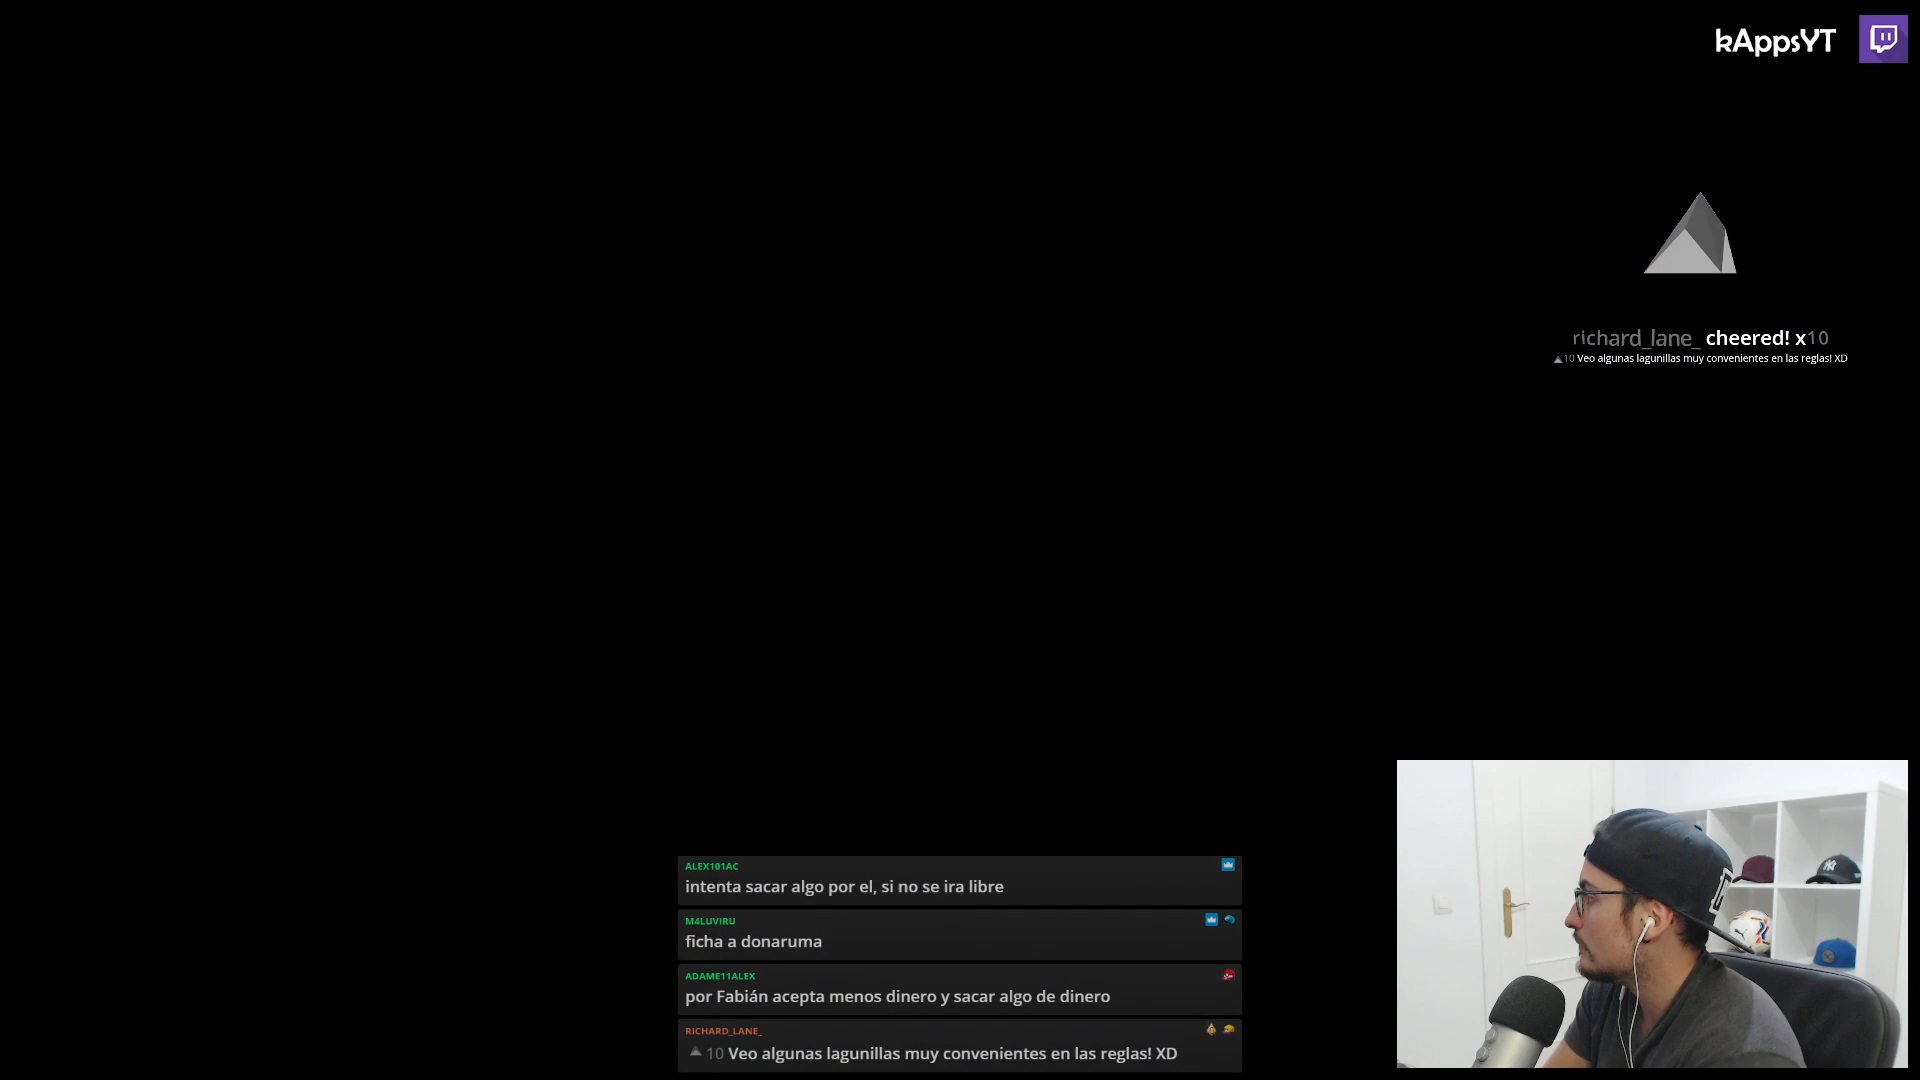 kAppsYT
richard_lane_ cheered! x10
10 Veo algunas lagunillas muy convenientes en las reglas! XD
ALEX101AC
intenta sacar algo por el, si no se ira libre
M4LUVIRU
ficha a donaruma
ADAME11ALEX
por Fabián acepta menos dinero y sacar algo de dinero
RICHARD_LANE_
10 Veo algunas lagunillas muy convenientes en las reglas! XD